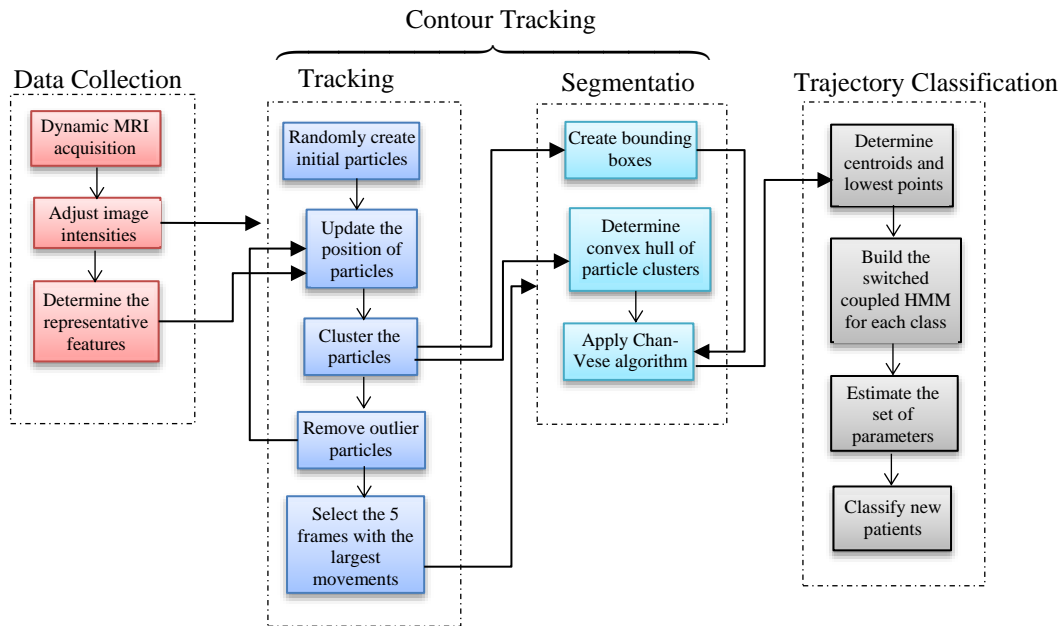 Contour Tracking
Data Collection
Dynamic MRI
acquisition
Adjust image
intensities
Determine the
representative
features
Tracking
Randomly create
initial particles
Update the
position of
particles
Cluster the
particles
Remove outlier
particles
Select the 5
frames with the
largest
movements
Segmentatio
Create bounding
boxes
Determine
convex hull of
particle clusters
Apply Chan-
Vese algorithm
Trajectory Classification
Determine
centroids and
lowest points
Build the
switched
coupled HMM
for each class
Estimate the
set of
parameters
Classify new
patients